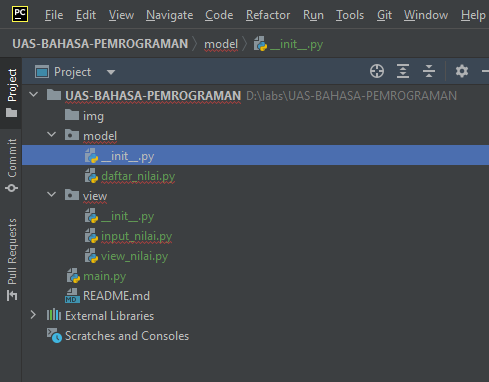 PC File Edit View Navigate Code Refactor Run Tools Git Window Help
UAS-BAHASA-PEMROGRAMAN model __init__.py
Project
UAS-BAHASA-PEMROGRAMAN D:\labs\UAS-BAHASA-PEMROGRAMAN
img
model
__init__.py
daftar_nilai.py
view
__init__.py
input_nilai.py
view_nilai.py
main.py
MD README.md
External Libraries
Scratches and Consoles
Project
Commit
Pull Requests